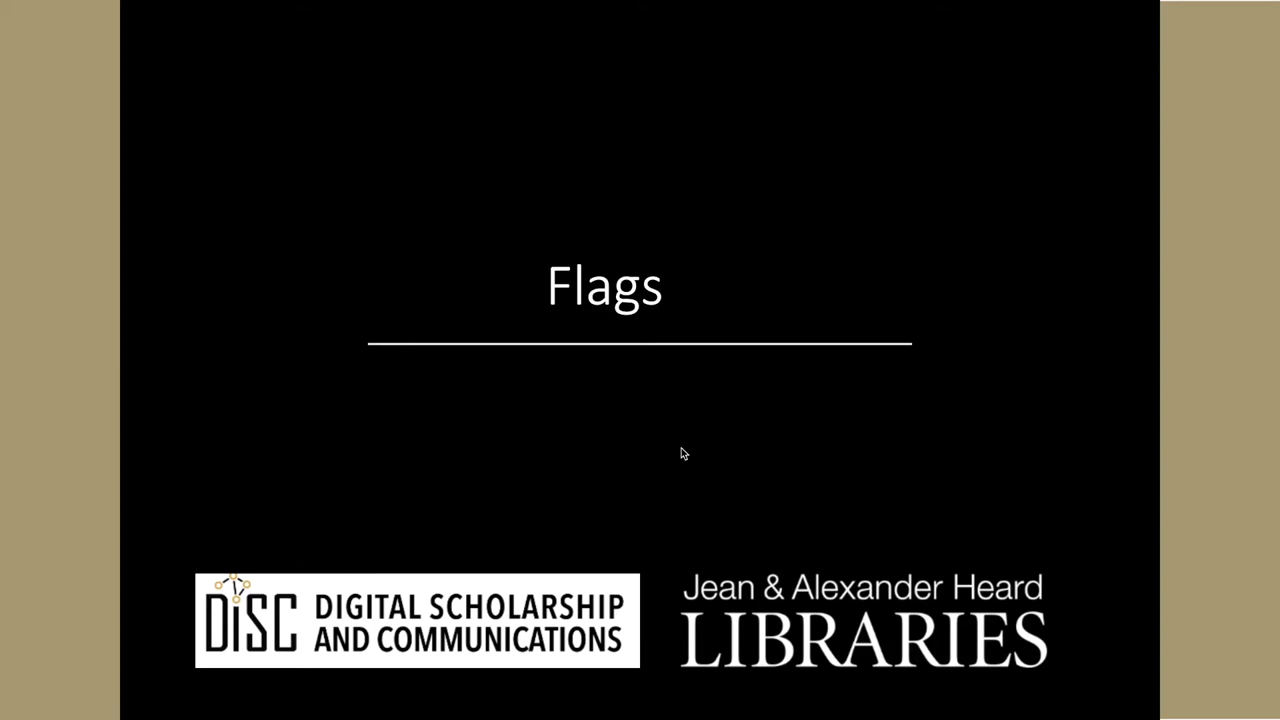 Flags
DiSC DIGITAL SCHOLARSHIP
AND COMMUNICATIONS
Jean & Alexander Heard
LIBRARIES